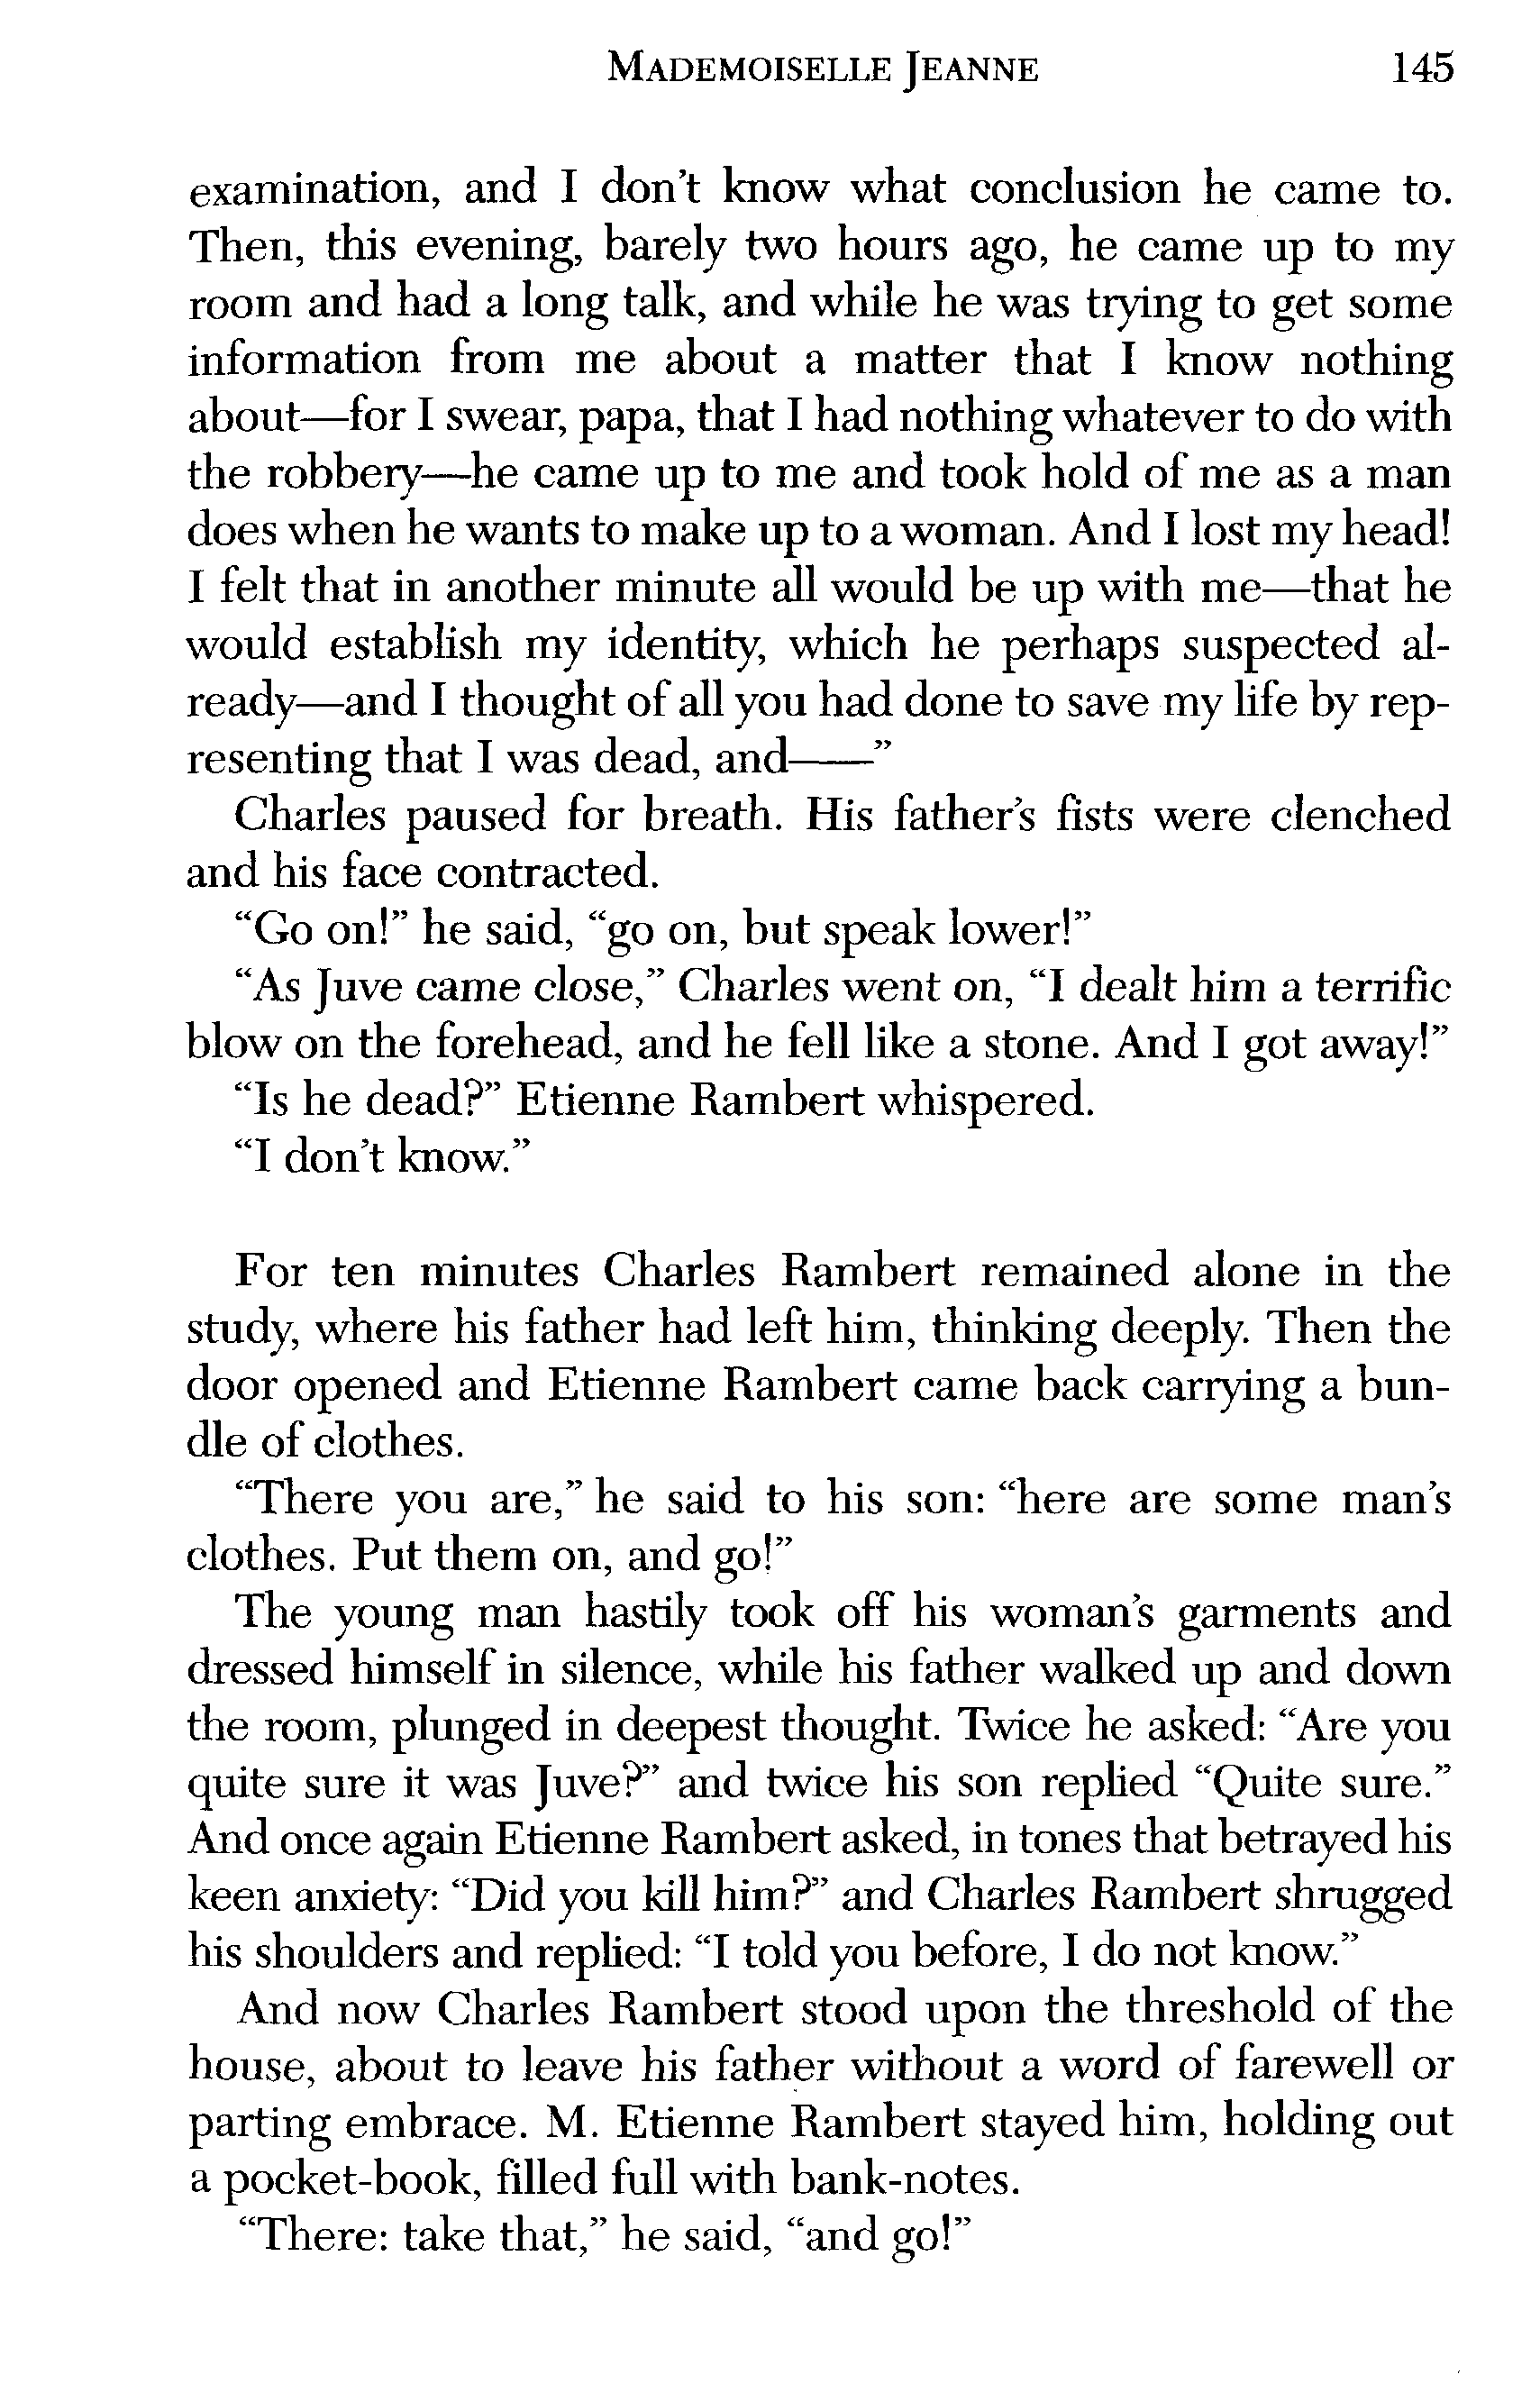 MADEMOISELLE JEANNE 145
examination, and I don't know what conclusion he came to.
Then, this evening, barely two hours ago, he came up to my
room and had a long talk, and while he was trying to get some
information from me about a matter that I know nothing
about—for I swear, papa, that I had nothing whatever to do with
the robbery—he came up to me and took hold of me as a man
does when he wants to make up to a woman. And I lost my head!
I felt that in another minute all would be up with me—that he
would establish my identity, which he perhaps suspected al-
ready—and I thought of all you had done to save my life by rep-
resenting that I was dead, and——”
Charles paused for breath. His father's fists were clenched
and his face contracted.
“Go on!” he said, “go on, but speak lower!”
“As Juve came close,” Charles went on, “I dealt him a terrific
blow on the forehead, and he fell like a stone. And I got away!”
“Is he dead?” Etienne Rambert whispered.
“I don't know.”
For ten minutes Charles Rambert remained alone in the
study, where his father had left him, thinking deeply. Then the
door opened and Etienne Rambert came back carrying a bun-
dle of clothes.
“There you are,” he said to his son: “here are some man's
clothes. Put them on, and go!”
The young man hastily took off his woman's garments and
dressed himself in silence, while his father walked up and down
the room, plunged in deepest thought. Twice he asked: “Are you
quite sure it was Juve?” and twice his son replied “Quite sure.”
And once again Etienne Rambert asked, in tones that betrayed his
keen anxiety: “Did you kill him?” and Charles Rambert shrugged
his shoulders and replied: “I told you before, I do not know.”
And now Charles Rambert stood upon the threshold of the
house, about to leave his father without a word of farewell or
parting embrace. M. Etienne Rambert stayed him, holding out
a pocket-book, filled full with bank-notes.
“There: take that,” he said, “and go!”